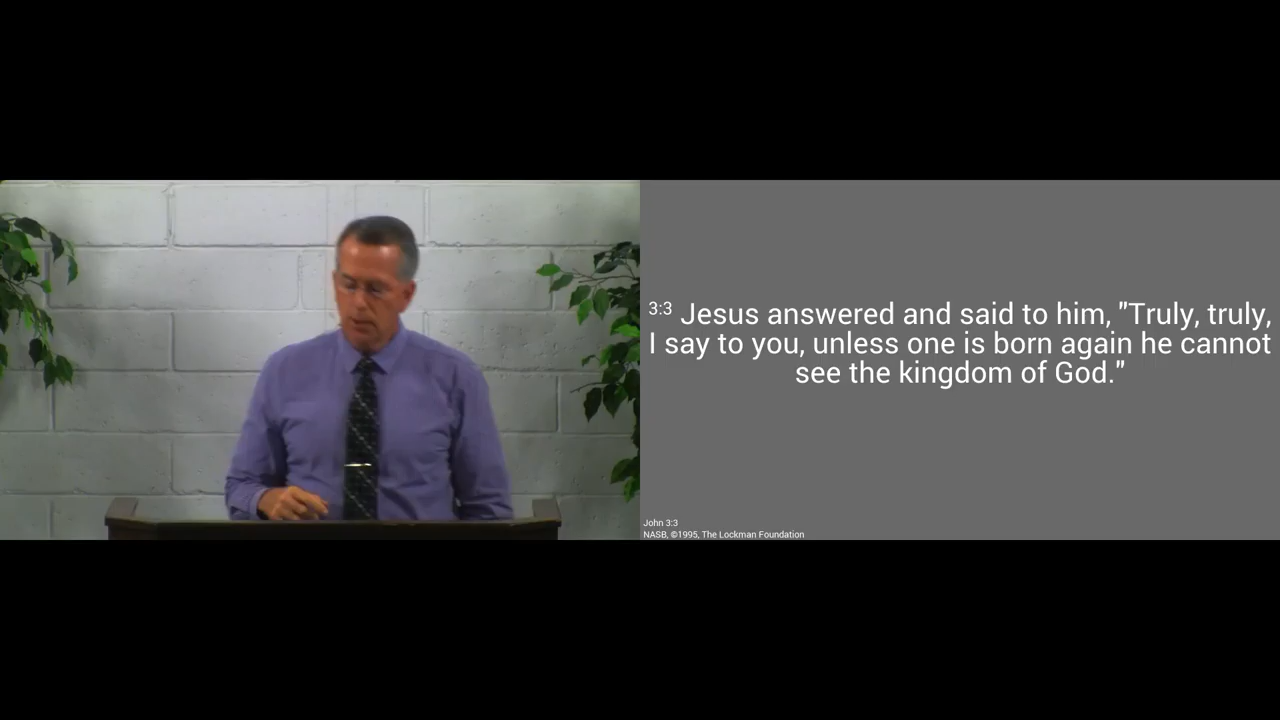 3:3 Jesus answered and said to him, "Truly, truly,
I say to you, unless one is born again he cannot
see the kingdom of God."
John 3:3
NASB, ©1995, The Lockman Foundation